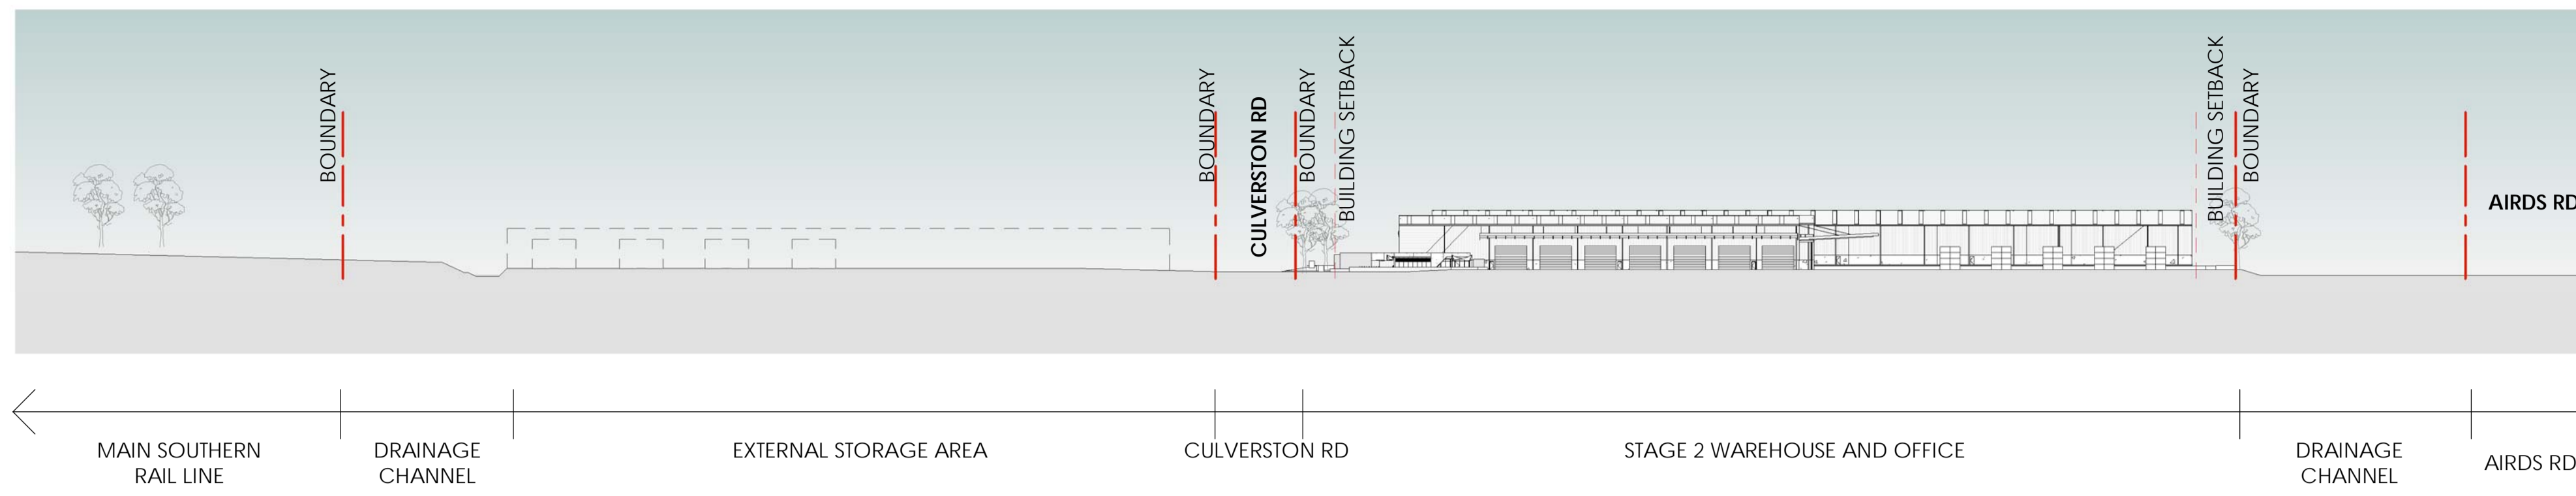 BOUNDARY
BOUNDARY
CULVERSTON RD
BOUNDARY
BUILDING SETBACK
BUILDING SETBACK
BOUNDARY
AIRDS RD
MAIN SOUTHERN
RAIL LINE
DRAINAGE
CHANNEL
EXTERNAL STORAGE AREA
CULVERSTON RD
STAGE 2 WAREHOUSE AND OFFICE
DRAINAGE
CHANNEL
AIRDS RD